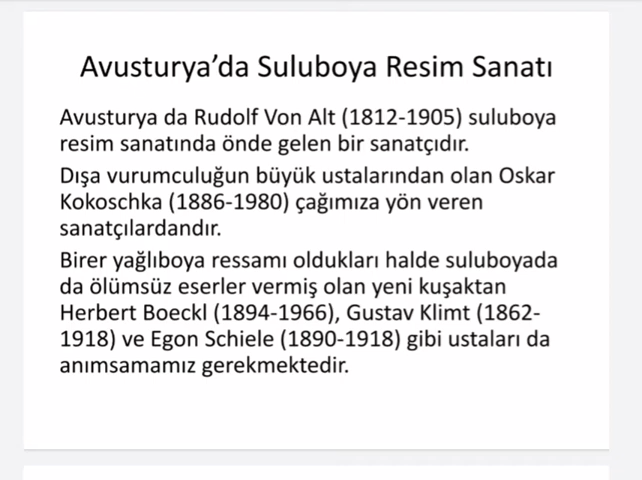 Avusturya’da Suluboya Resim Sanatı
Avusturya da Rudolf Von Alt (1812-1905) suluboya
resim sanatında önde gelen bir sanatçıdır.
Dışa vurumculuğun büyük ustalarından olan Oskar
Kokoschka (1886-1980) çağımıza yön veren
sanatçılardandır.
Birer yağlıboya ressamı oldukları halde suluboyada
da ölümsüz eserler vermiş olan yeni kuşaktan
Herbert Boeckl (1894-1966), Gustav Klimt (1862-
1918) ve Egon Schiele (1890-1918) gibi ustaları da
anımsamamız gerekmektedir.